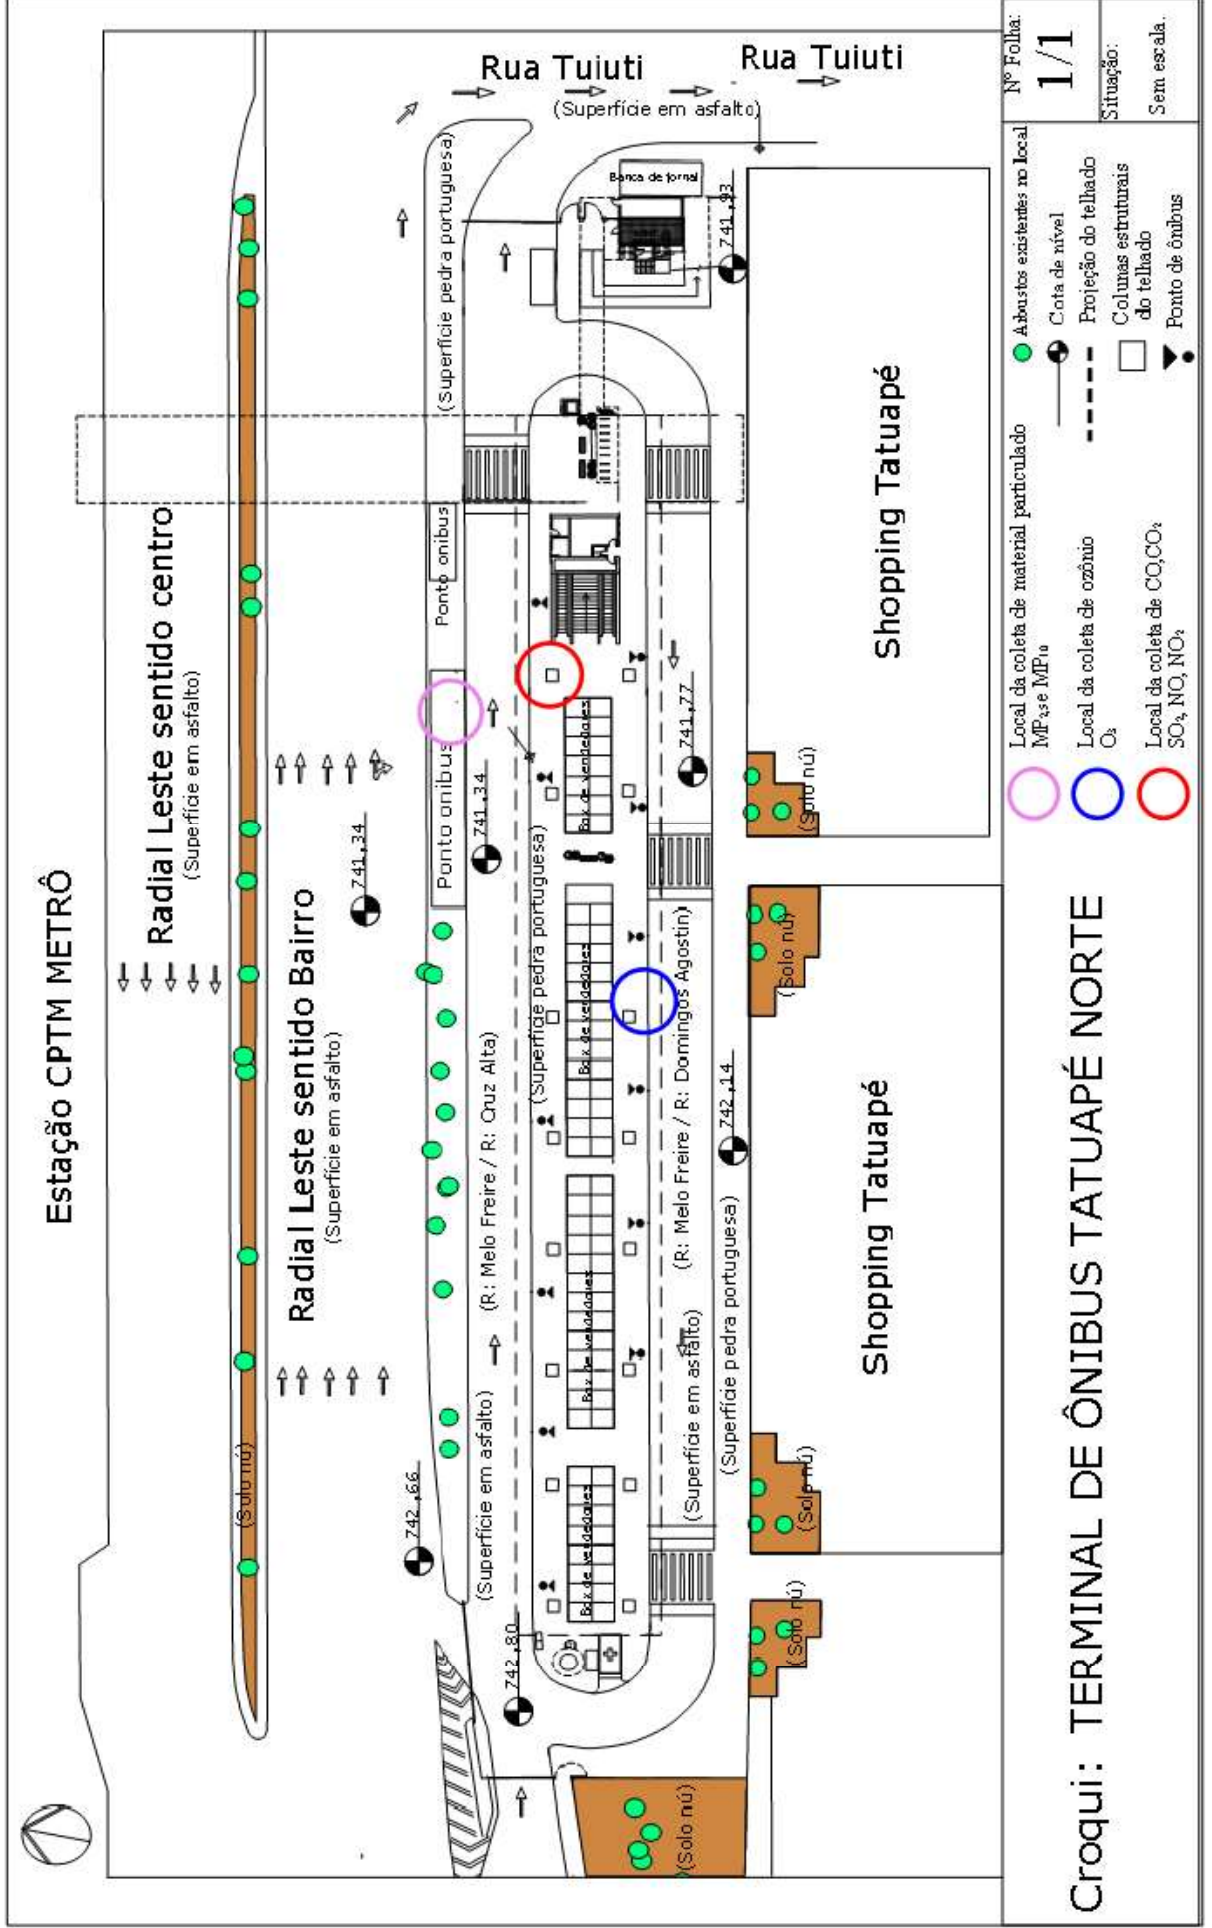 Estação CPTM METRÔ
Radial Leste sentido centro
(Superfície em asfalto)
(Solo nú)
Radial Leste sentido Bairro
(Superfície em asfalto)
741,34
742,66
Rua Tuiuti
Rua Tuiuti
(Superfície em asfalto)
(Superfície pedra portuguesa)
Ponto onibus
Ponto onibus
741,34
(R: Melo Freire / R: Cruz Alta)
(Superfície em asfalto)
742,80
(Superfície pedra portuguesa)
Banca de jornal
741,93
Box de vendedores
Box de vendedores
Box de vendedores
Box de vendedores
741,77
(R: Melo Freire / R: Domingos Agostin)
(Superfície em asfalto)
742,14
(Superfície pedra portuguesa)
(Solo nú)
(Solo nú)
(Solo nú)
(Solo nú)
(Solo nú)
Shopping Tatuapé
Shopping Tatuapé
Croqui: TERMINAL DE ÔNIBUS TATUAPÉ NORTE
Local da coleta de material particulado
MP2,5e MP10
Local da coleta de ozônio
O3
Local da coleta de CO,CO2
SO2, NO, NO2
Arbustos existentes no local
Cota de nível
Projeção do telhado
Colunas estruturais
do telhado
Ponto de ônibus
Nº Folha:
1/1
Situação:
Sem escala.